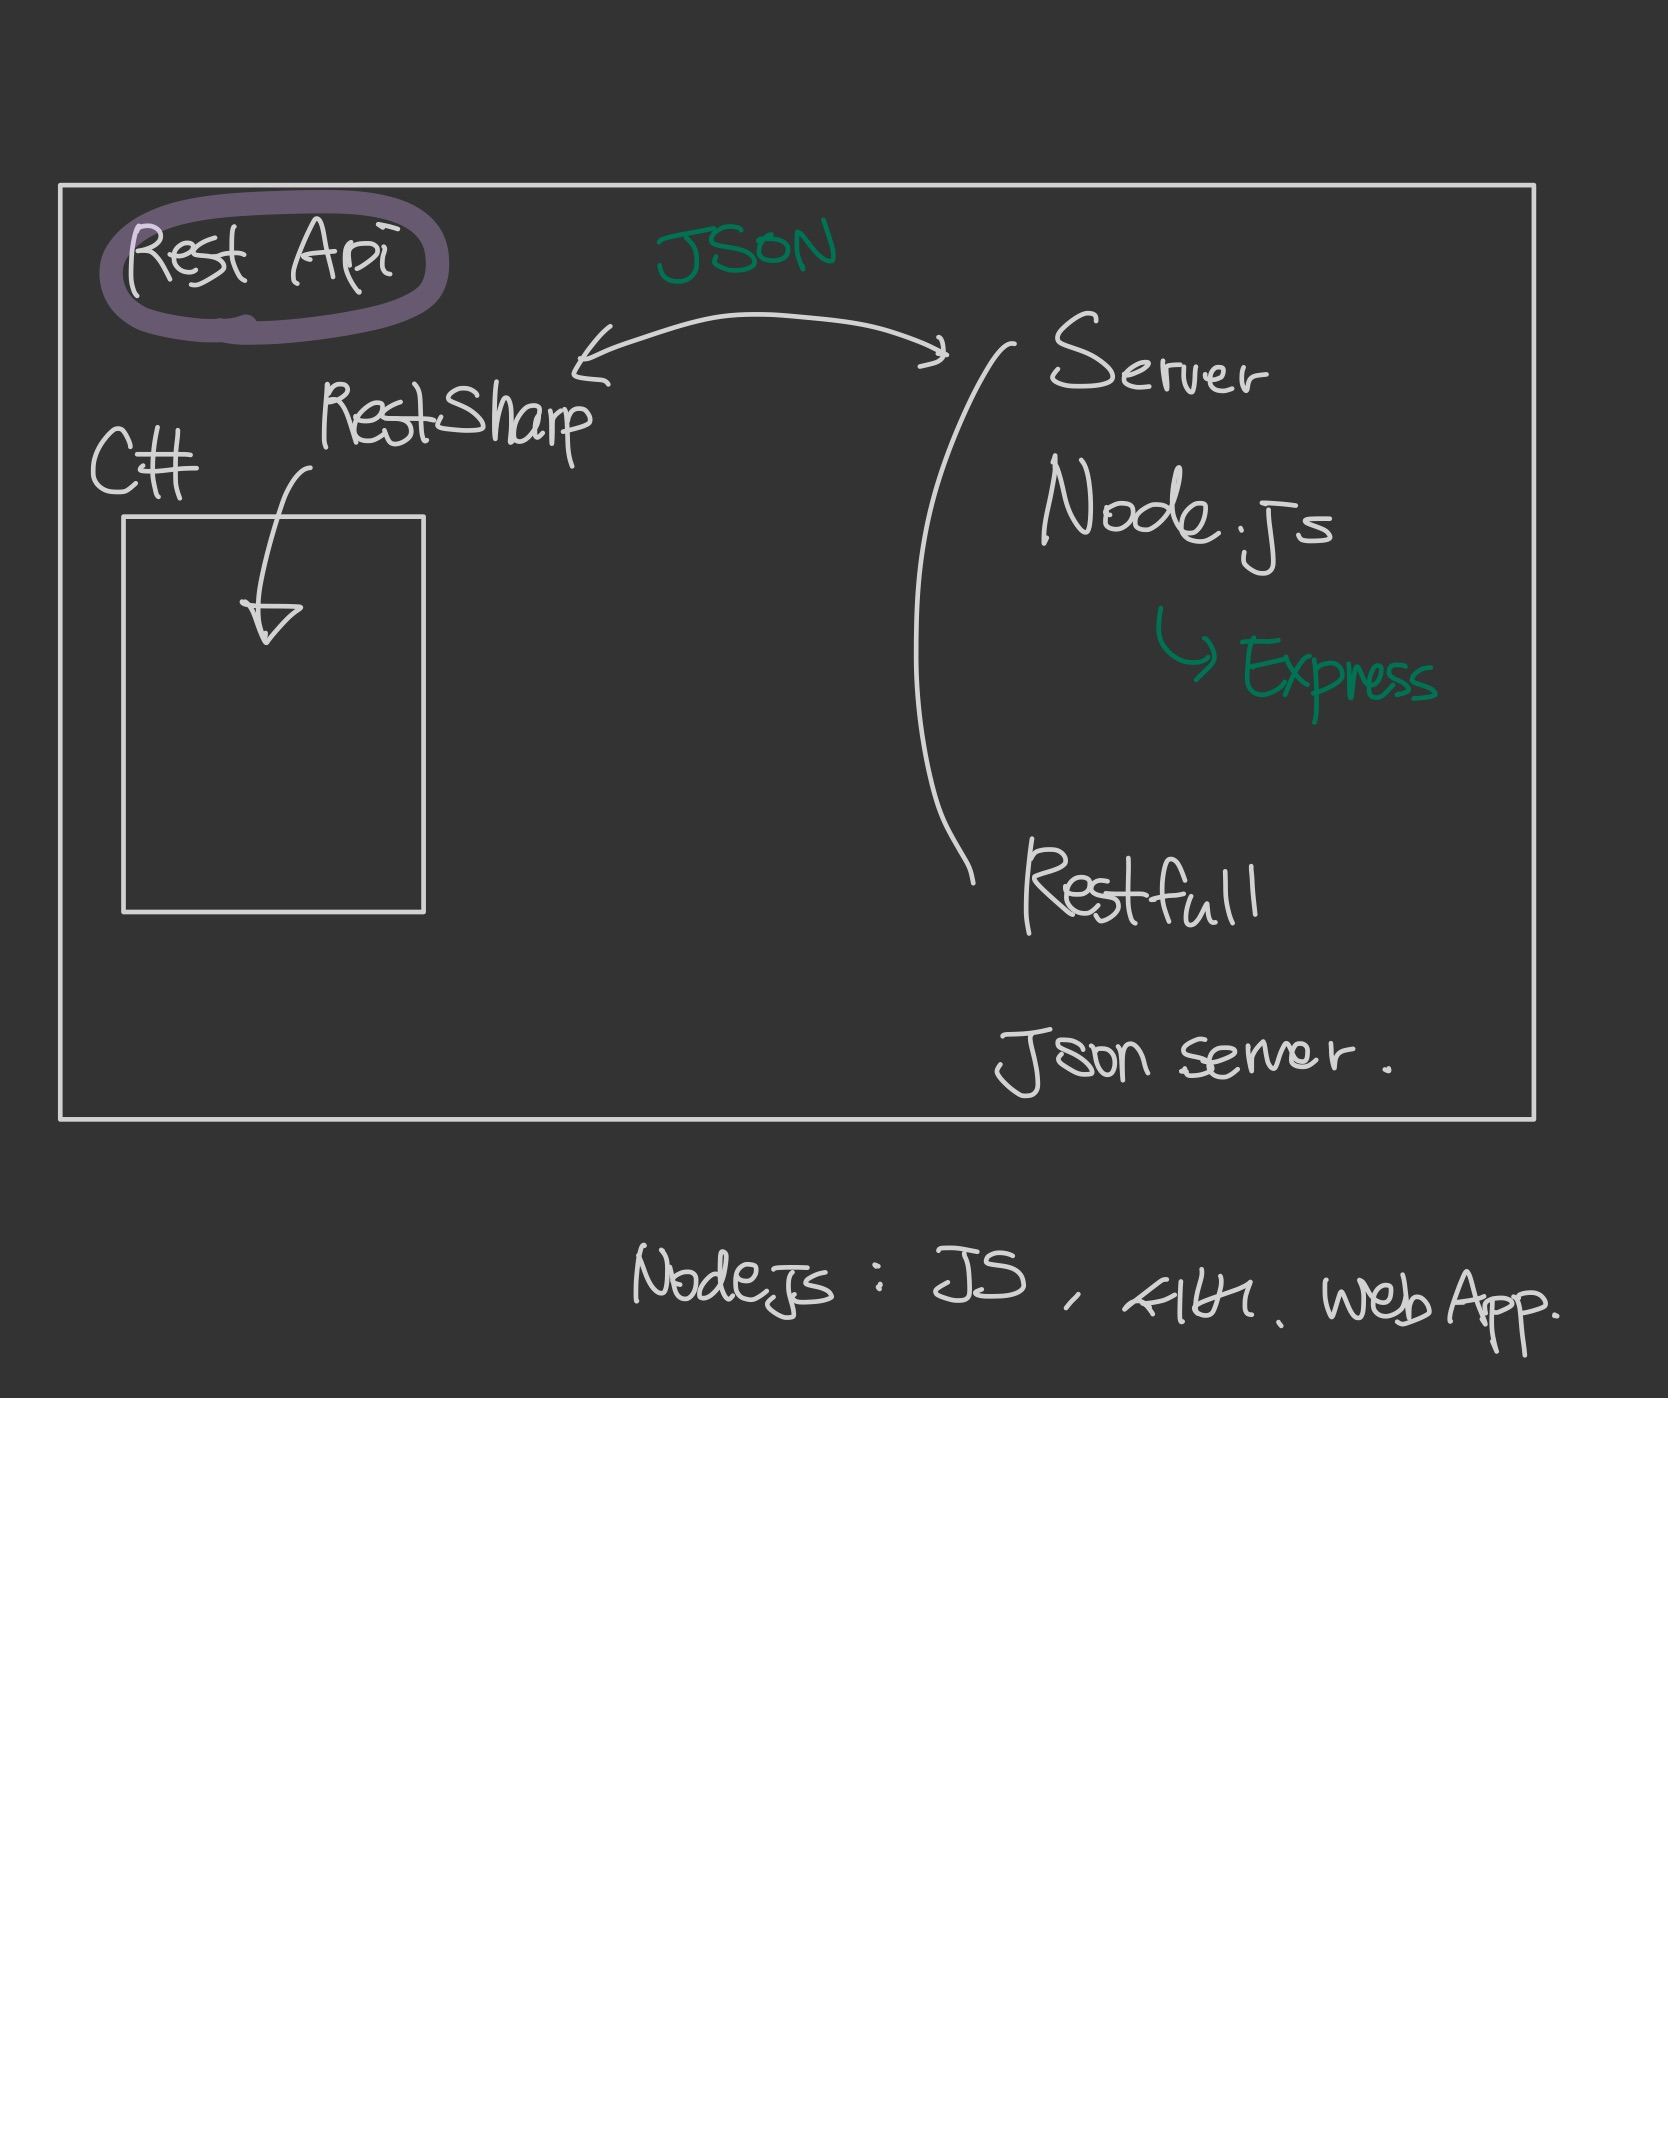 Rest Api
JSON
Server
RestSharp
C#
Node.js
Express
Restfull
Json server.
Nodejs : JS, 서버, Web App.